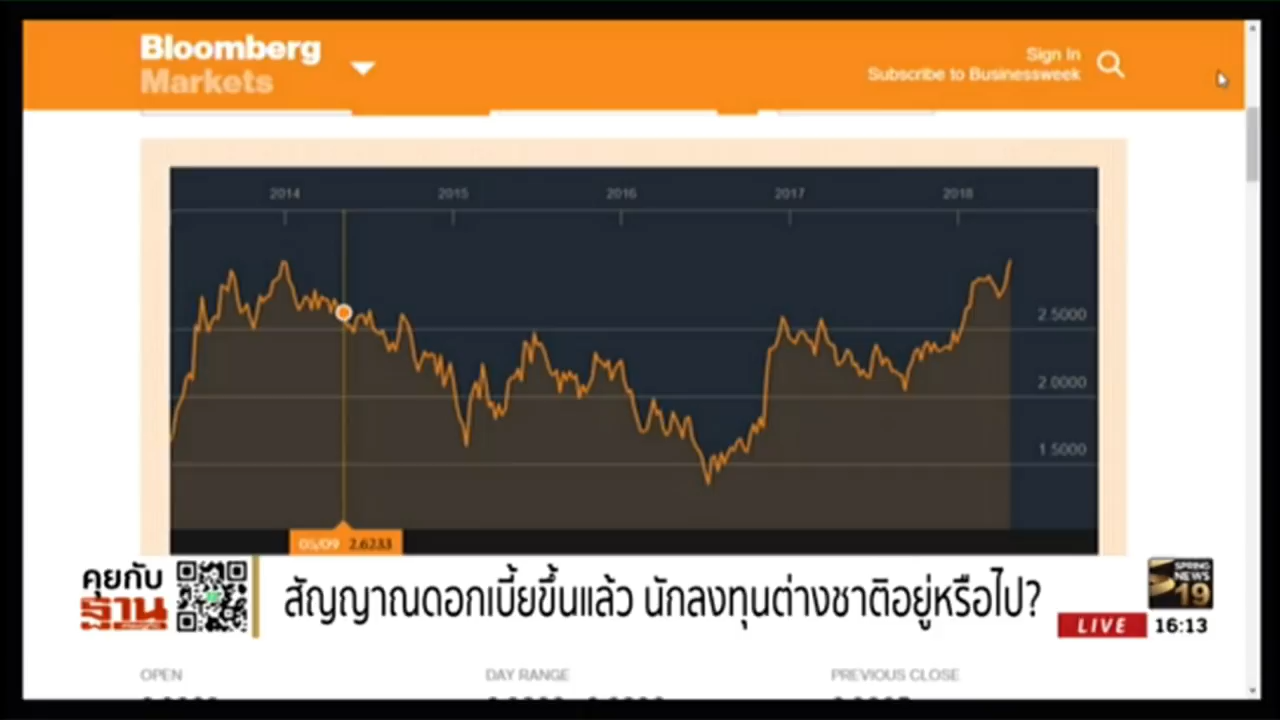 Bloomberg
Markets
Sign In
Subscribe to Businessweek
2014 2015 2016 2017 2018
2.5000
2.0000
1.5000
05/09 2.6233
คุยกับ
ฐาน
สัญญาณดอกเบี้ยขึ้นแล้ว นักลงทุนต่างชาติอยู่หรือไป?
SPRING
NEWS
19
LIVE 16:13
OPEN DAY RANGE PREVIOUS CLOSE